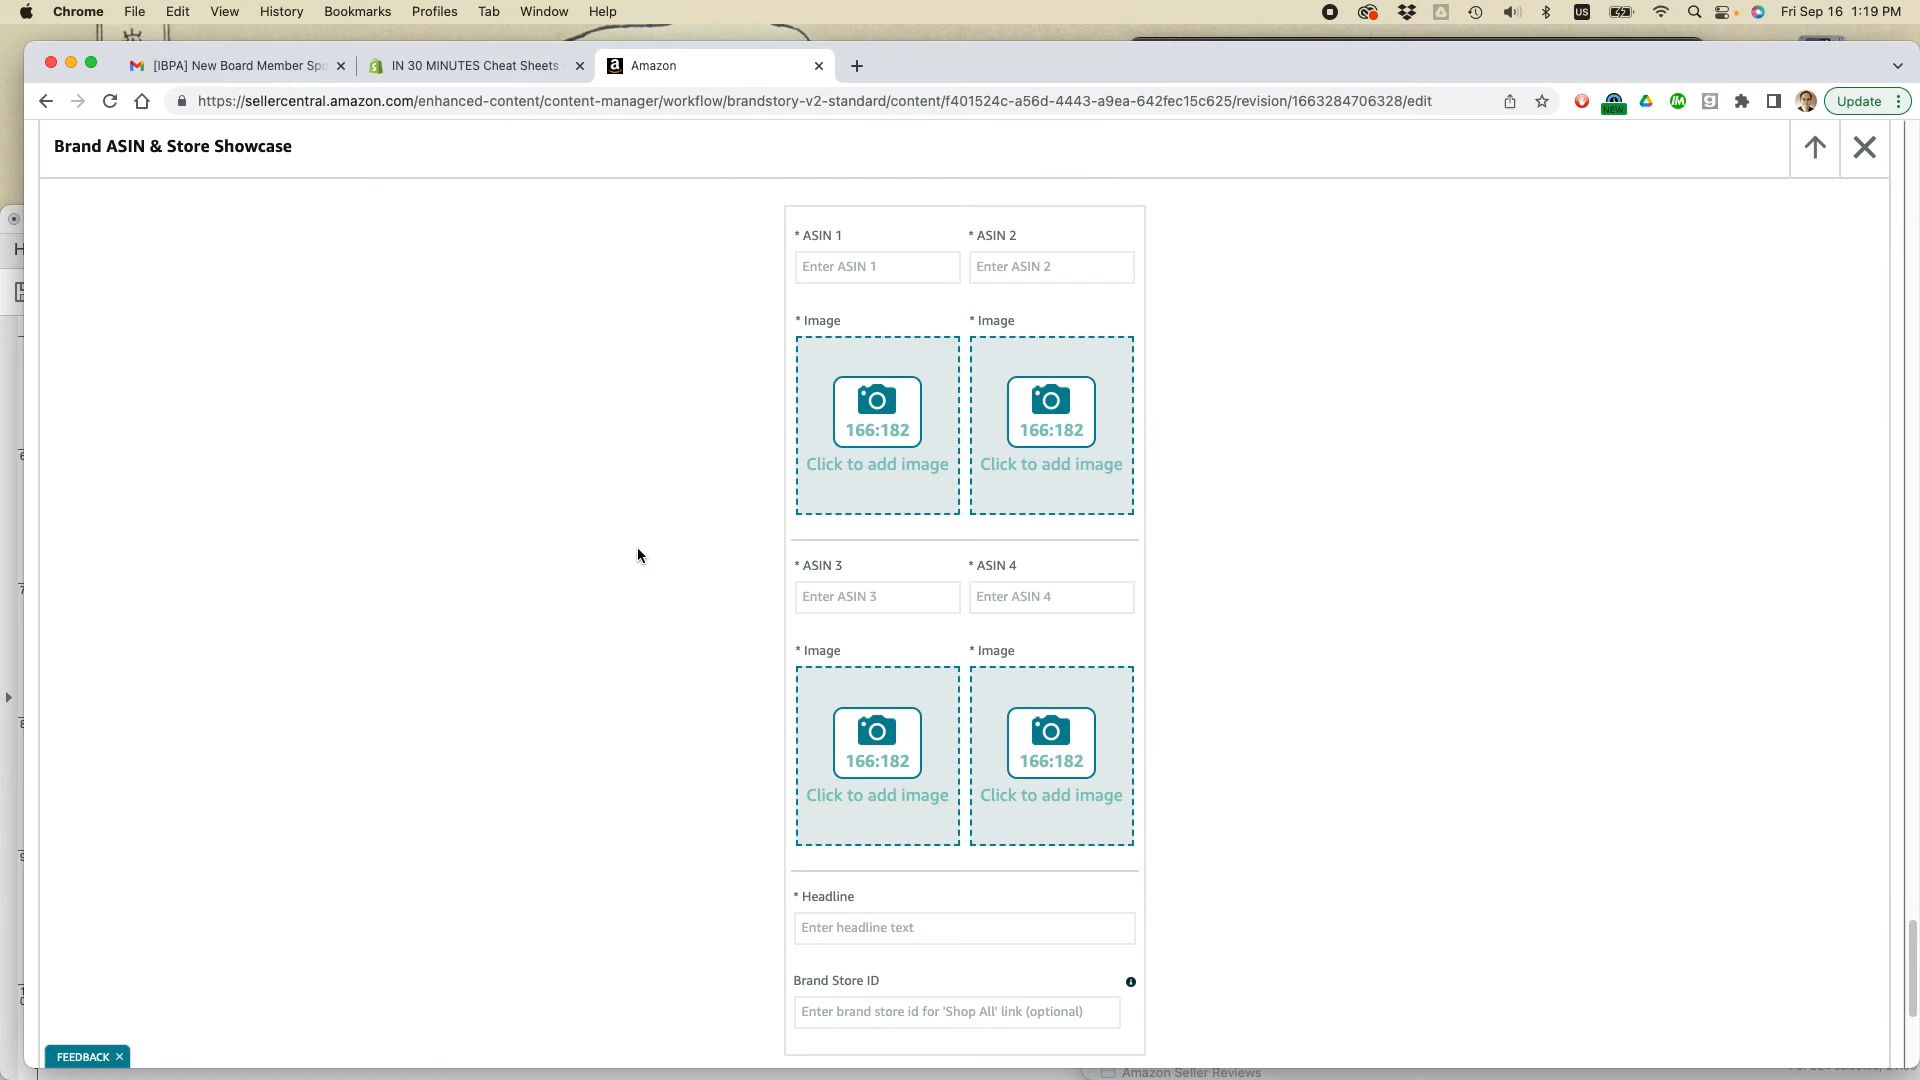 Chrome File Edit View History Bookmarks Profiles Tab Window Help
US
Fri Sep 16 1:19 PM
[IBPA] New Board Member Spo
IN 30 MINUTES Cheat Sheets
Amazon
https://sellercentral.amazon.com/enhanced-content/content-manager/workflow/brandstory-v2-standard/content/f401524c-a56d-4443-a9ea-642fec15c625/revision/1663284706328/edit
NEW
Update
Brand ASIN & Store Showcase
* ASIN 1 * ASIN 2
Enter ASIN 1 Enter ASIN 2
* Image * Image
166:182 166:182
Click to add image Click to add image
* ASIN 3 * ASIN 4
Enter ASIN 3 Enter ASIN 4
* Image * Image
166:182 166:182
Click to add image Click to add image
* Headline
Enter headline text
Brand Store ID
Enter brand store id for 'Shop All' link (optional)
FEEDBACK
Amazon Seller Reviews